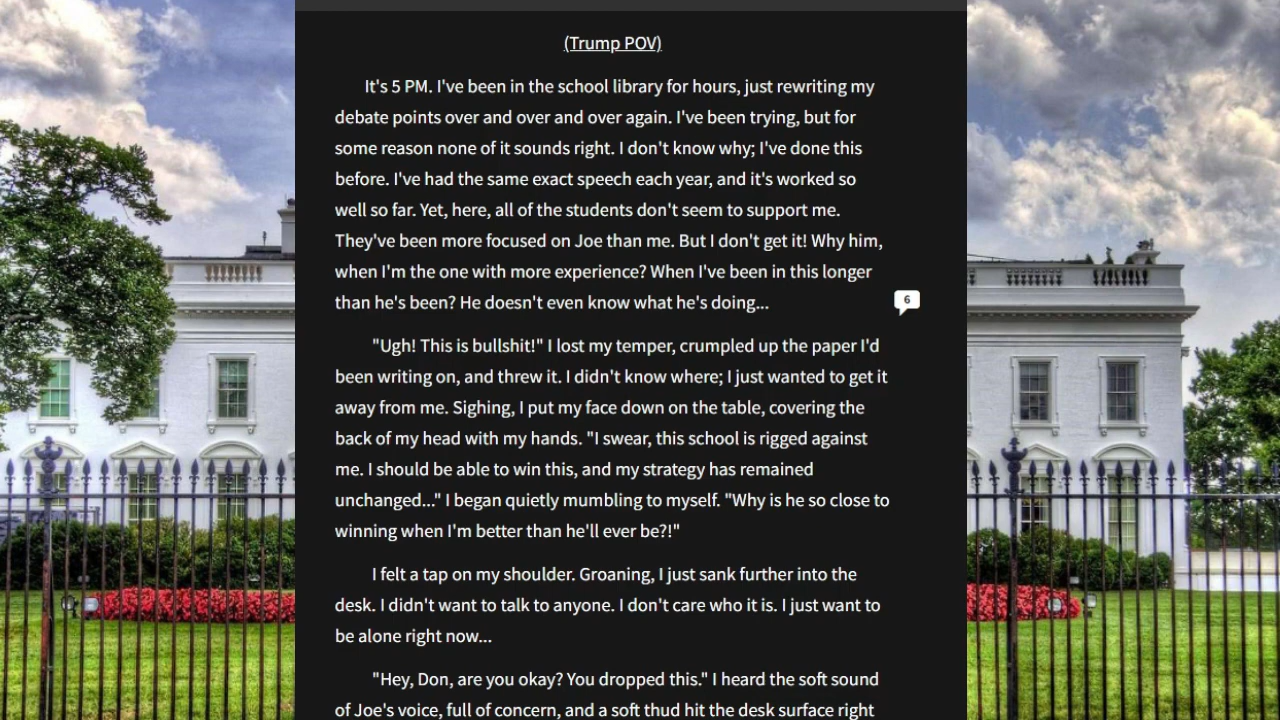 (Trump POV)
It's 5 PM. I've been in the school library for hours, just rewriting my
debate points over and over and over again. I've been trying, but for
some reason none of it sounds right. I don't know why; I've done this
before. I've had the same exact speech each year, and it's worked so
well so far. Yet, here, all of the students don't seem to support me.
They've been more focused on Joe than me. But I don't get it! Why him,
when I'm the one with more experience? When I've been in this longer
than he's been? He doesn't even know what he's doing...
6
"Ugh! This is bullshit!" I lost my temper, crumpled up the paper I'd
been writing on, and threw it. I didn't know where; I just wanted to get it
away from me. Sighing, I put my face down on the table, covering the
back of my head with my hands. "I swear, this school is rigged against
me. I should be able to win this, and my strategy has remained
unchanged..." I began quietly mumbling to myself. "Why is he so close to
winning when I'm better than he'll ever be?!"
I felt a tap on my shoulder. Groaning, I just sank further into the
desk. I didn't want to talk to anyone. I don't care who it is. I just want to
be alone right now...
"Hey, Don, are you okay? You dropped this." I heard the soft sound
of Joe's voice, full of concern, and a soft thud hit the desk surface right